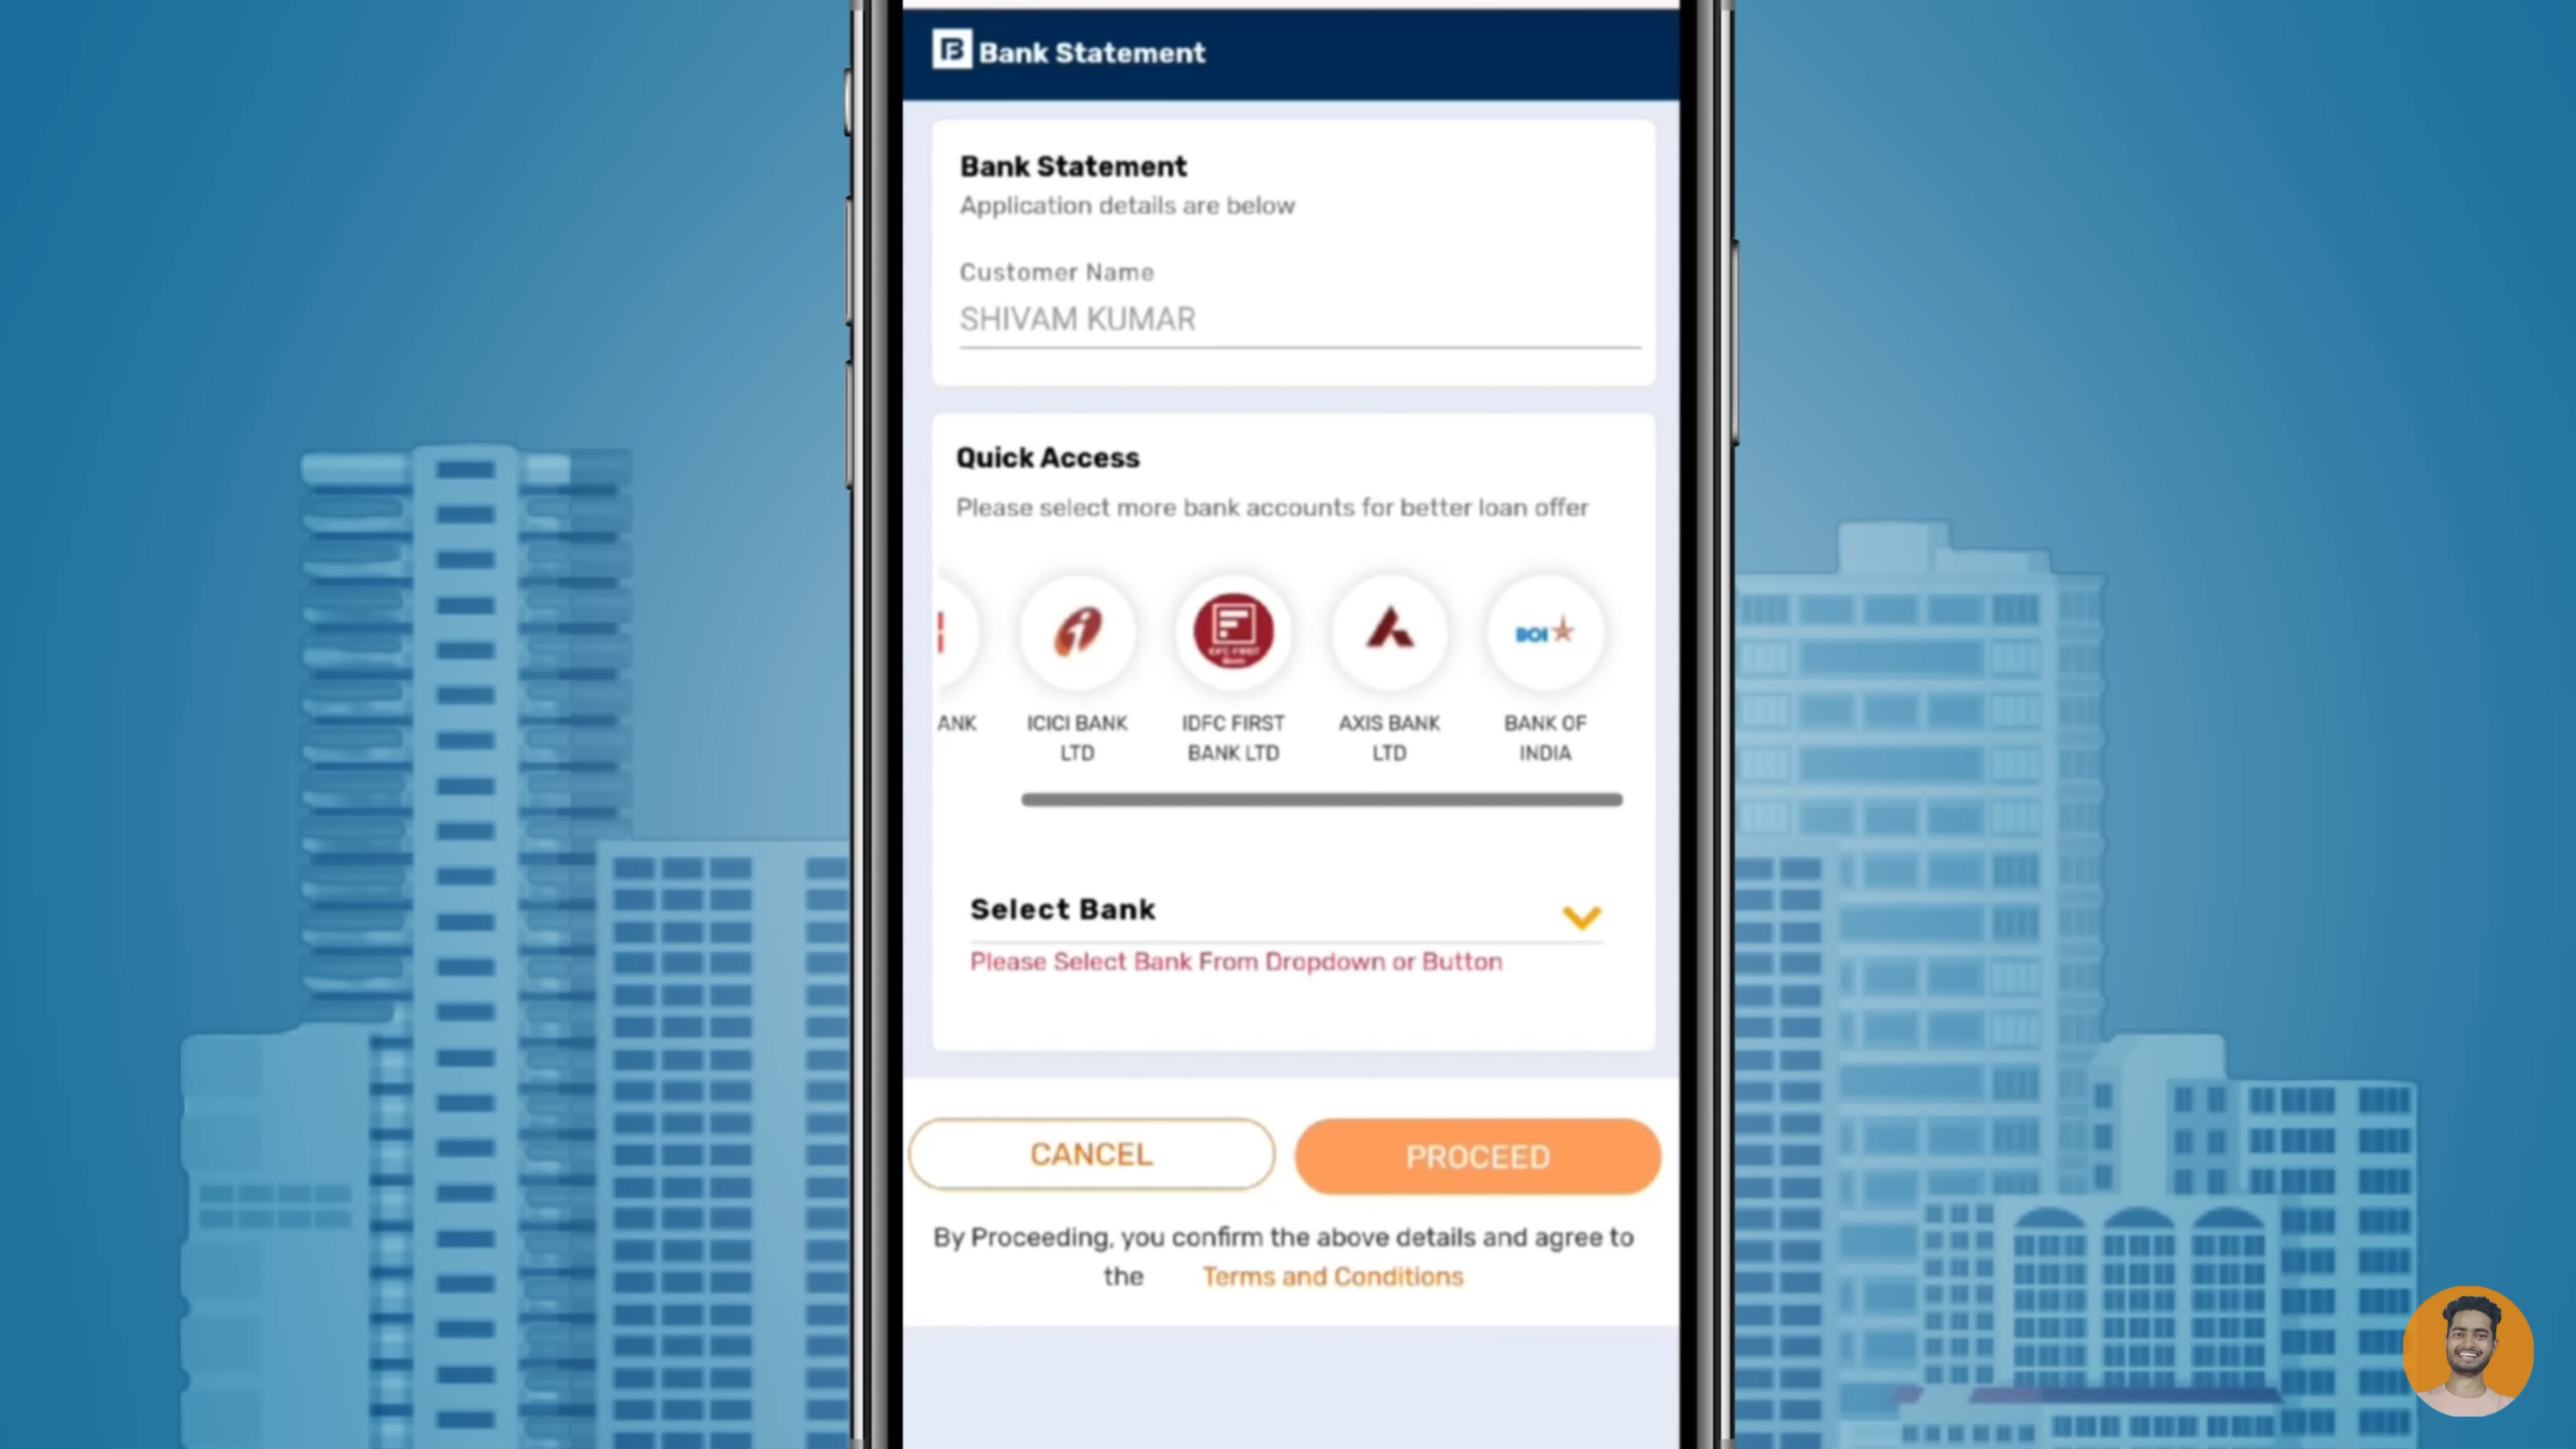 Bank Statement
Bank Statement
Application details are below
Customer Name
SHIVAM KUMAR
Quick Access
Please select more bank accounts for better loan offer
BOI
IDFC FIRST
ANK
ICICI BANK
LTD
IDFC FIRST
BANK LTD
AXIS BANK
LTD
BANK OF
INDIA
Select Bank
Please Select Bank From Dropdown or Button
CANCEL
PROCEED
By Proceeding, you confirm the above details and agree to
the Terms and Conditions